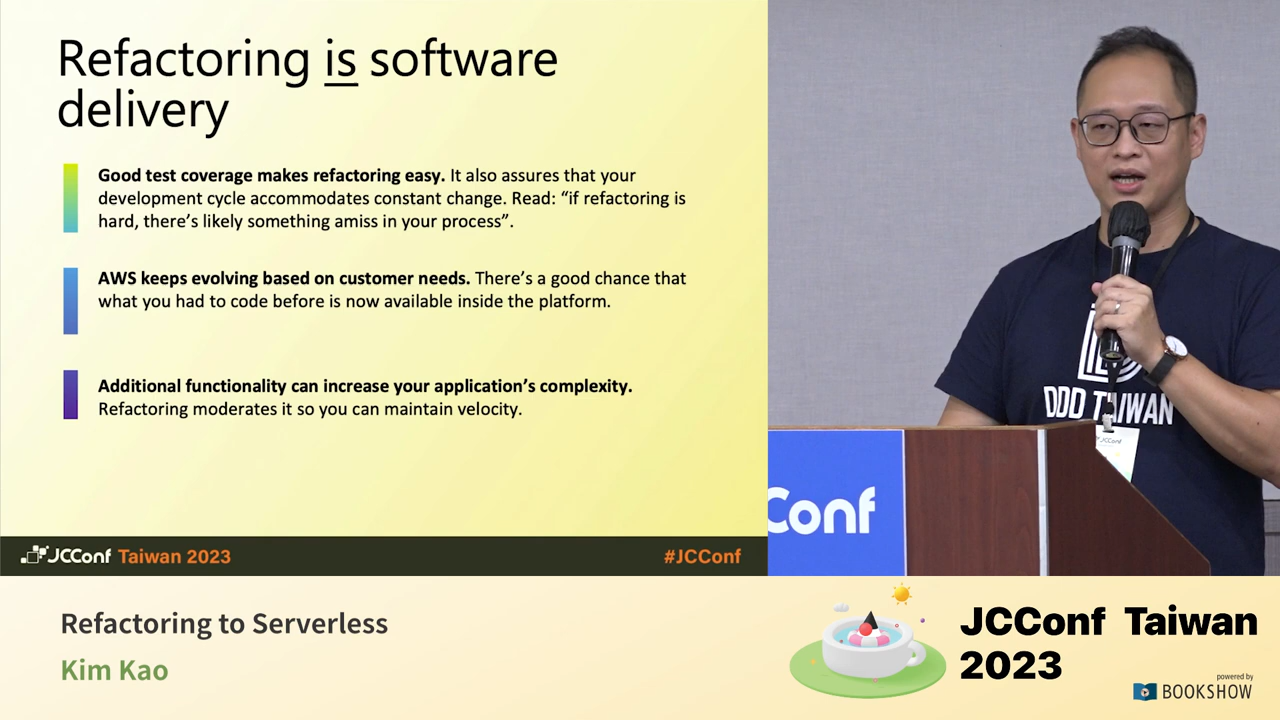 Refactoring is software
delivery
Good test coverage makes refactoring easy. It also assures that your
development cycle accommodates constant change. Read: “if refactoring is
hard, there’s likely something amiss in your process”.
AWS keeps evolving based on customer needs. There’s a good chance that
what you had to code before is now available inside the platform.
Additional functionality can increase your application’s complexity.
Refactoring moderates it so you can maintain velocity.
JCConf Taiwan 2023
#JCConf
DDD TAIWAN
JCConf
Conf
Refactoring to Serverless
Kim Kao
JCConf Taiwan
2023
powered by
BOOKSHOW